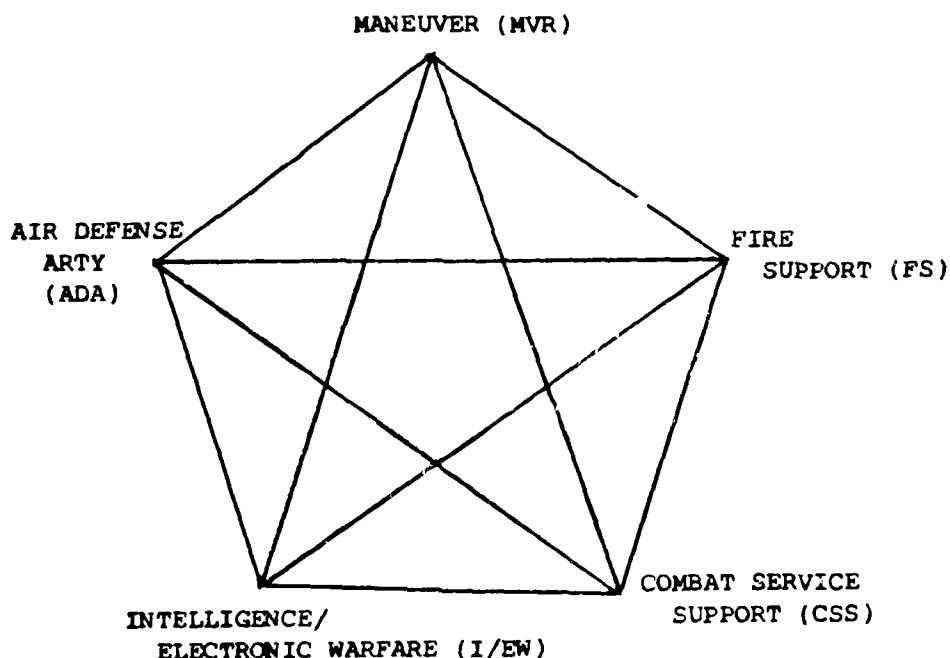 MANEUVER (MVR)
AIR DEFENSE
ARTY
(ADA)
FIRE
SUPPORT (FS)
COMBAT SERVICE
SUPPORT (CSS)
INTELLIGENCE/
ELECTRONIC WARFARE (I/EW)